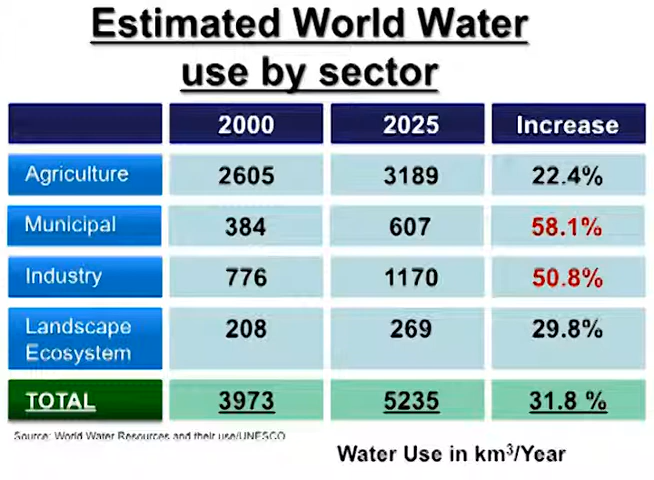 Estimated World Water
use by sector
2000 2025 Increase
Agriculture 2605 3189 22.4%
Municipal 384 607 58.1%
Industry 776 1170 50.8%
Landscape
Ecosystem 208 269 29.8%
TOTAL 3973 5235 31.8 %
Source: World Water Resources and their use/UNESCO
Water Use in km³/Year